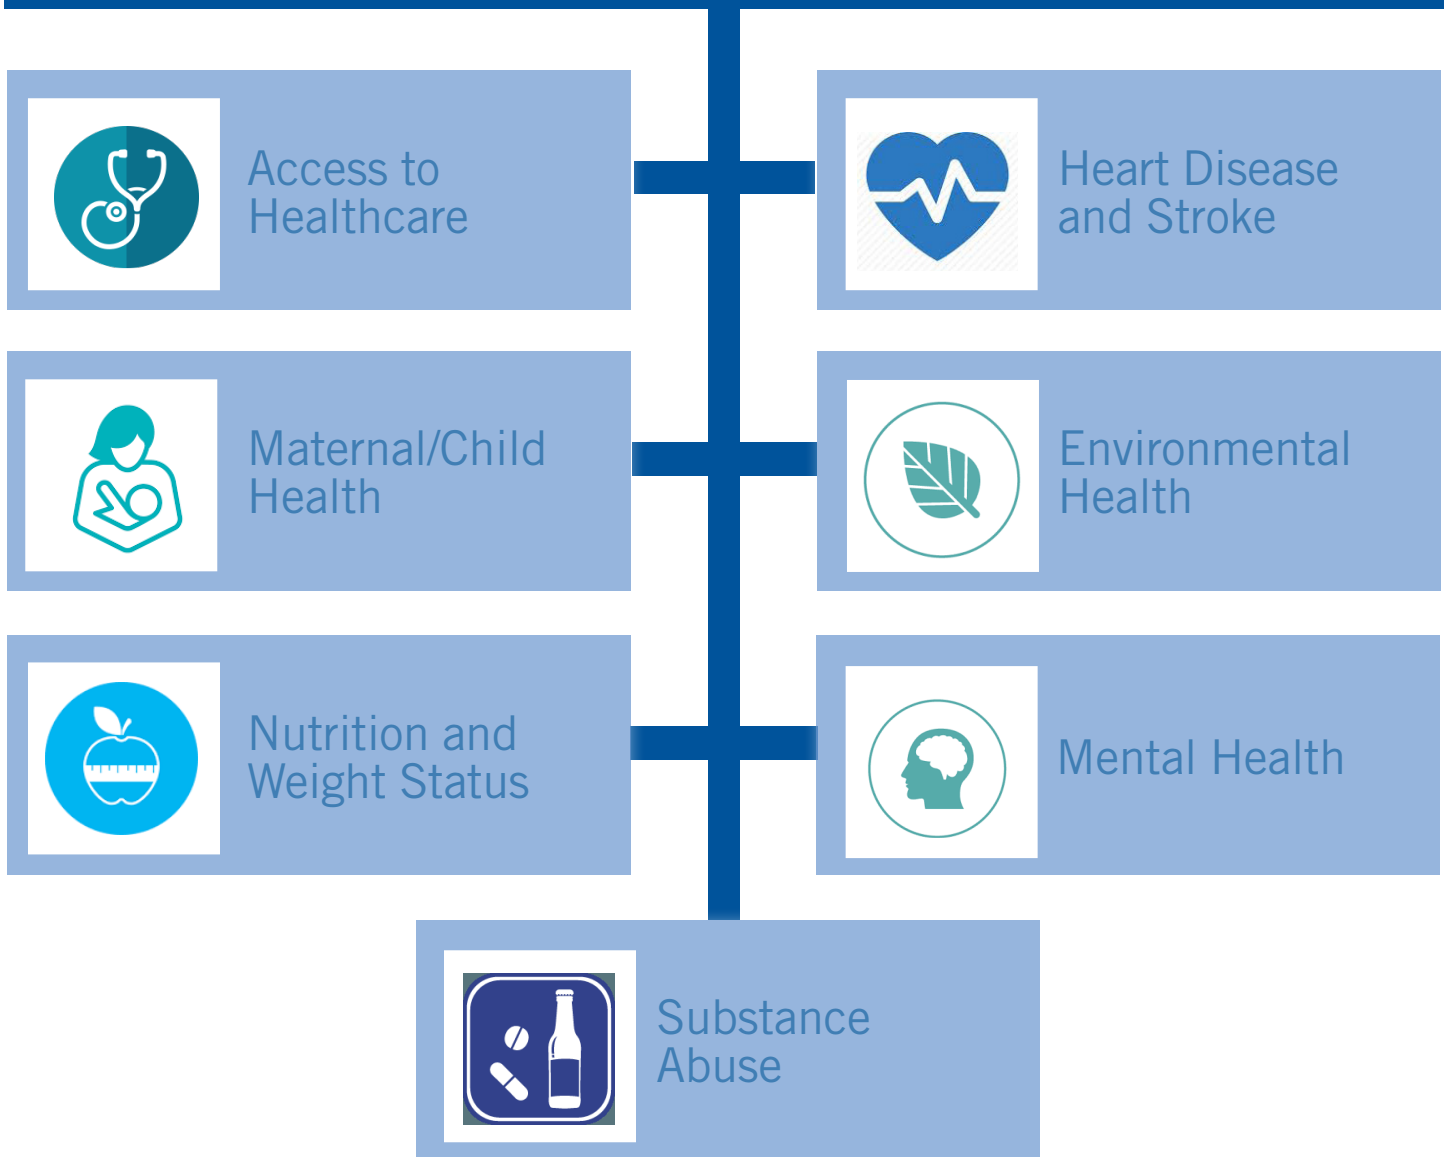 Access to
Healthcare
Heart Disease
and Stroke
Maternal/Child
Health
Environmental
Health
Nutrition and
Weight Status
Mental Health
Substance
Abuse